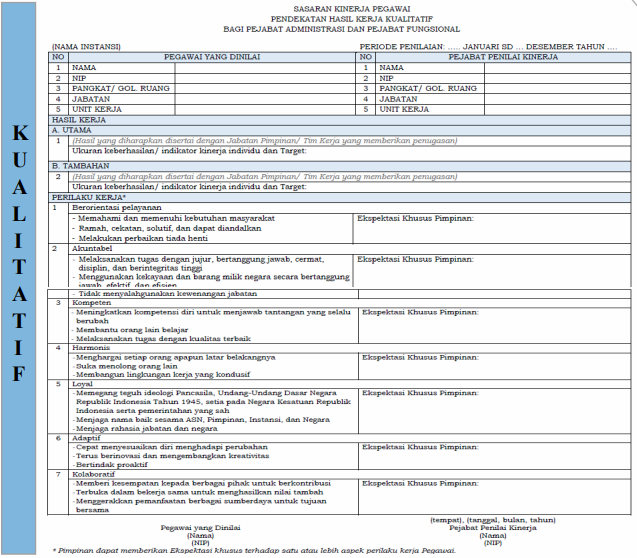 KUALITATIF
SASARAN KINERJA PEGAWAI
PENDEKATAN HASIL KERJA KUALITATIF
BAGI PEJABAT ADMINISTRASI DAN PEJABAT FUNGSIONAL
(NAMA INSTANSI) PERIODE PENILAIAN: ..... JANUARI SD ... DESEMBER TAHUN ....
NO PEGAWAI YANG DINILAI NO PEJABAT PENILAI KINERJA
1 NAMA 1 NAMA
2 NIP 2 NIP
3 PANGKAT/ GOL. RUANG 3 PANGKAT/ GOL. RUANG
4 JABATAN 4 JABATAN
5 UNIT KERJA 5 UNIT KERJA
HASIL KERJA
A. UTAMA
1 (Hasil yang diharapkan disertai dengan Jabatan Pimpinan/ Tim Kerja yang memberikan penugasan)
Ukuran keberhasilan/ indikator kinerja individu dan Target:
B. TAMBAHAN
2 (Hasil yang diharapkan disertai dengan Jabatan Pimpinan/ Tim Kerja yang memberikan penugasan)
Ukuran keberhasilan/ indikator kinerja individu dan Target:
PERILAKU KERJA*
1 Berorientasi pelayanan
- Memahami dan memenuhi kebutuhan masyarakat Ekspektasi Khusus Pimpinan:
- Ramah, cekatan, solutif, dan dapat diandalkan
- Melakukan perbaikan tiada henti
2 Akuntabel
- Melaksanakan tugas dengan jujur, bertanggung jawab, cermat, Ekspektasi Khusus Pimpinan:
disiplin, dan berintegritas tinggi
- Menggunakan kekayaan dan barang milik negara secara bertanggung
jawab, efektif, dan efisien
- Tidak menyalahgunakan kewenangan jabatan
3 Kompeten
- Meningkatkan kompetensi diri untuk menjawab tantangan yang selalu Ekspektasi Khusus Pimpinan:
berubah
- Membantu orang lain belajar
- Melaksanakan tugas dengan kualitas terbaik
4 Harmonis
- Menghargai setiap orang apapun latar belakangnya Ekspektasi Khusus Pimpinan:
- Suka menolong orang lain
- Membangun lingkungan kerja yang kondusif
5 Loyal
- Memegang teguh ideologi Pancasila, Undang-Undang Dasar Negara Ekspektasi Khusus Pimpinan:
Republik Indonesia Tahun 1945, setia pada Negara Kesatuan Republik
Indonesia serta pemerintahan yang sah
- Menjaga nama baik sesama ASN, Pimpinan, Instansi, dan Negara
- Menjaga rahasia jabatan dan negara
6 Adaptif
- Cepat menyesuaikan diri menghadapi perubahan Ekspektasi Khusus Pimpinan:
- Terus berinovasi dan mengembangkan kreativitas
- Bertindak proaktif
7 Kolaboratif
- Memberi kesempatan kepada berbagai pihak untuk berkontribusi Ekspektasi Khusus Pimpinan:
- Terbuka dalam bekerja sama untuk menghasilkan nilai tambah
- Menggerakkan pemanfaatan berbagai sumberdaya untuk tujuan
bersama
(tempat), (tanggal, bulan, tahun)
Pegawai yang Dinilai Pejabat Penilai Kinerja
(Nama) (Nama)
(NIP) (NIP)
* Pimpinan dapat memberikan Ekspektasi khusus terhadap satu atau lebih aspek perilaku kerja Pegawai.